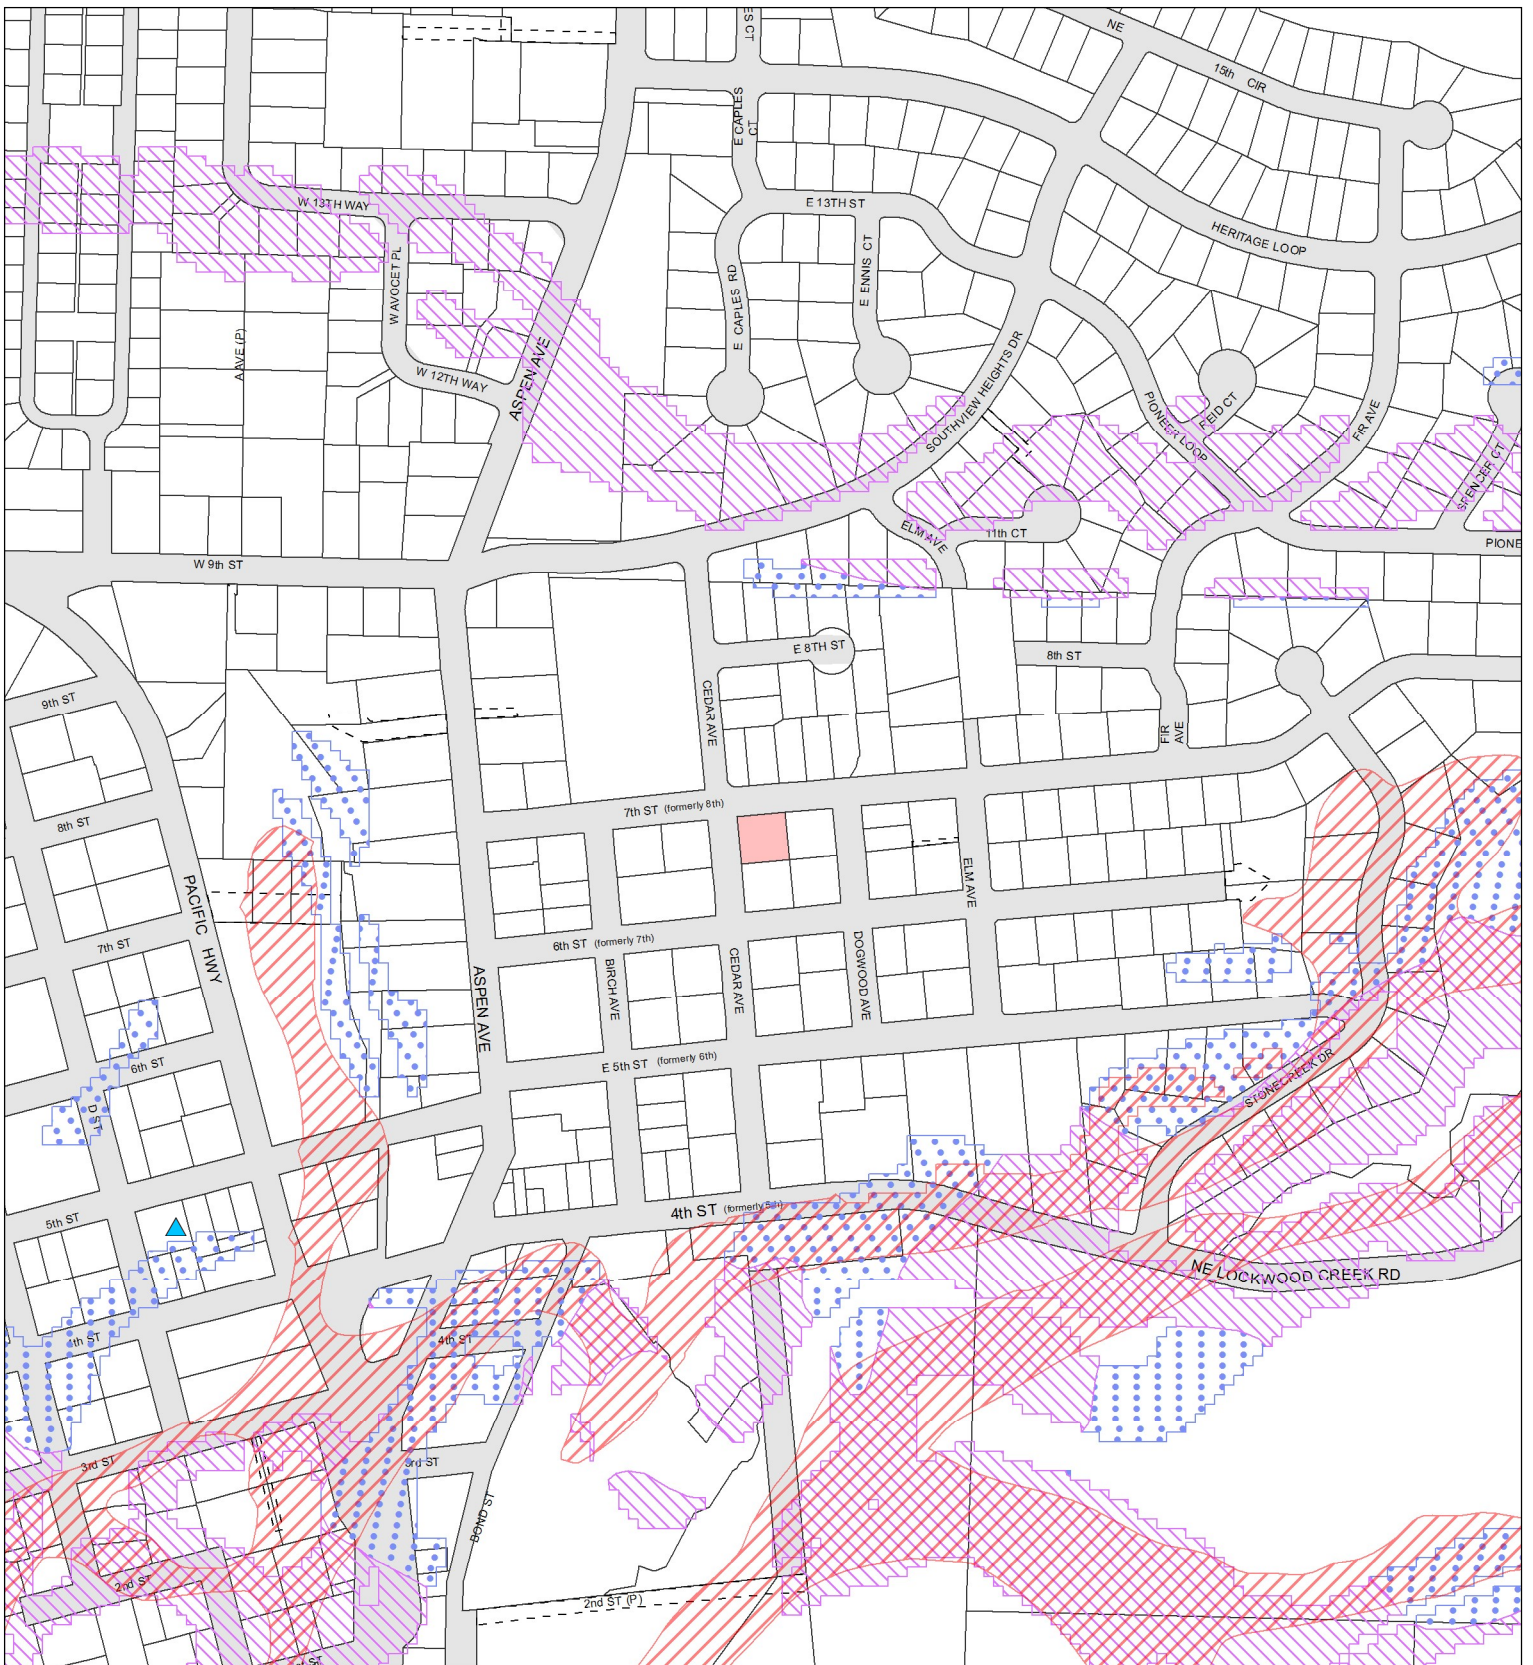 ES CT
NE
15th CIR
E CAPLES
CT
W 13TH WAY
E 13TH ST
HERITAGE LOOP
E ENNIS CT
W AVOCET PL
E CAPLES RD
A AVE (P)
SOUTHVIEW HEIGHTS DR
W 12TH WAY
ASPEN AVE
PIONEER LOOP
REID CT
FIR AVE
SPENCER CT
ELM AVE
11th CT
PIONE
W 9th ST
E 8TH ST
8th ST
9th ST
CEDAR AVE
FIR
AVE
7th ST (formerly 8th)
8th ST
PACIFIC HWY
ELM AVE
7th ST
6th ST (formerly 7th)
ASPEN AVE
BIRCH AVE
CEDAR AVE
DOGWOOD AVE
6th ST
E 5th ST (formerly 6th)
STONECREEK DR
D ST
5th ST
4th ST (formerly 5th)
NE LOCKWOOD CREEK RD
4th ST
4th ST
3rd ST
3rd ST
BOND ST
2nd ST
2nd ST (P)
ST